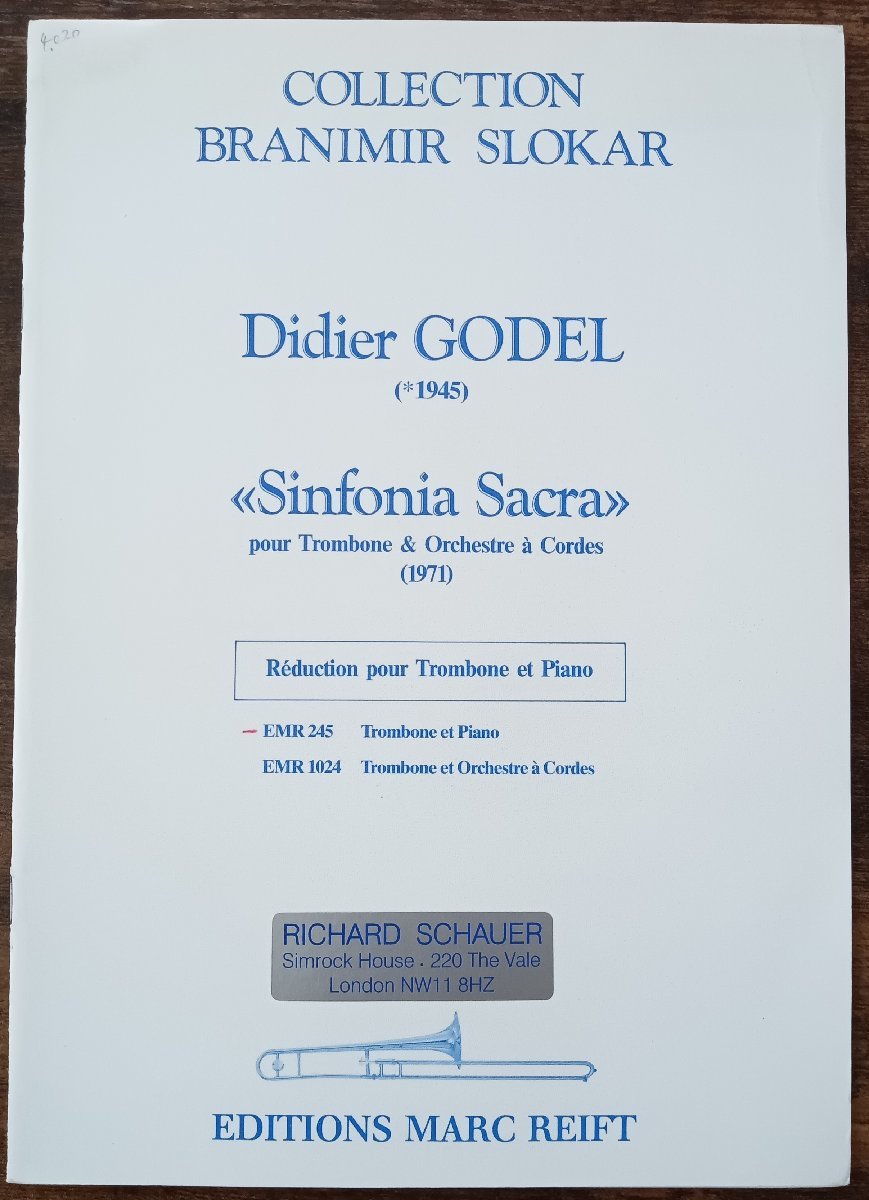 4.020
COLLECTION
BRANIMIR SLOKAR
Didier GODEL
(*1945)
«Sinfonia Sacra»
pour Trombone & Orchestre à Cordes
(1971)
Réduction pour Trombone et Piano
EMR 245 Trombone et Piano
EMR 1024 Trombone et Orchestre à Cordes
RICHARD SCHAUER
Simrock House . 220 The Vale
London NW11 8HZ
EDITIONS MARC REIFT